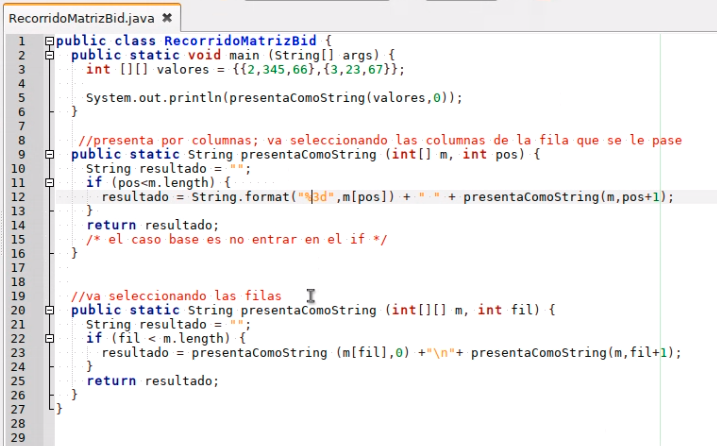 RecorridoMatrizBid.java ✖
1 public class RecorridoMatrizBid {
2 public static void main (String[] args) {
3 int [][] valores = {{2,345,66},{3,23,67}};
4
5 System.out.println(presentaComoString(valores,0));
6 }
7
8 //presenta por columnas; va seleccionando las columnas de la fila que se le pase
9 public static String presentaComoString (int[] m, int pos) {
10 String resultado = "";
11 if (pos<m.length) {
12 resultado = String.format("%3d",m[pos]) + " " + presentaComoString(m,pos+1);
13 }
14 return resultado;
15 /* el caso base es no entrar en el if */
16 }
17
18
19 //va seleccionando las filas
20 public static String presentaComoString (int[][] m, int fil) {
21 String resultado = "";
22 if (fil < m.length) {
23 resultado = presentaComoString (m[fil],0) +"\n"+ presentaComoString(m,fil+1);
24 }
25 return resultado;
26 }
27 }
28
29